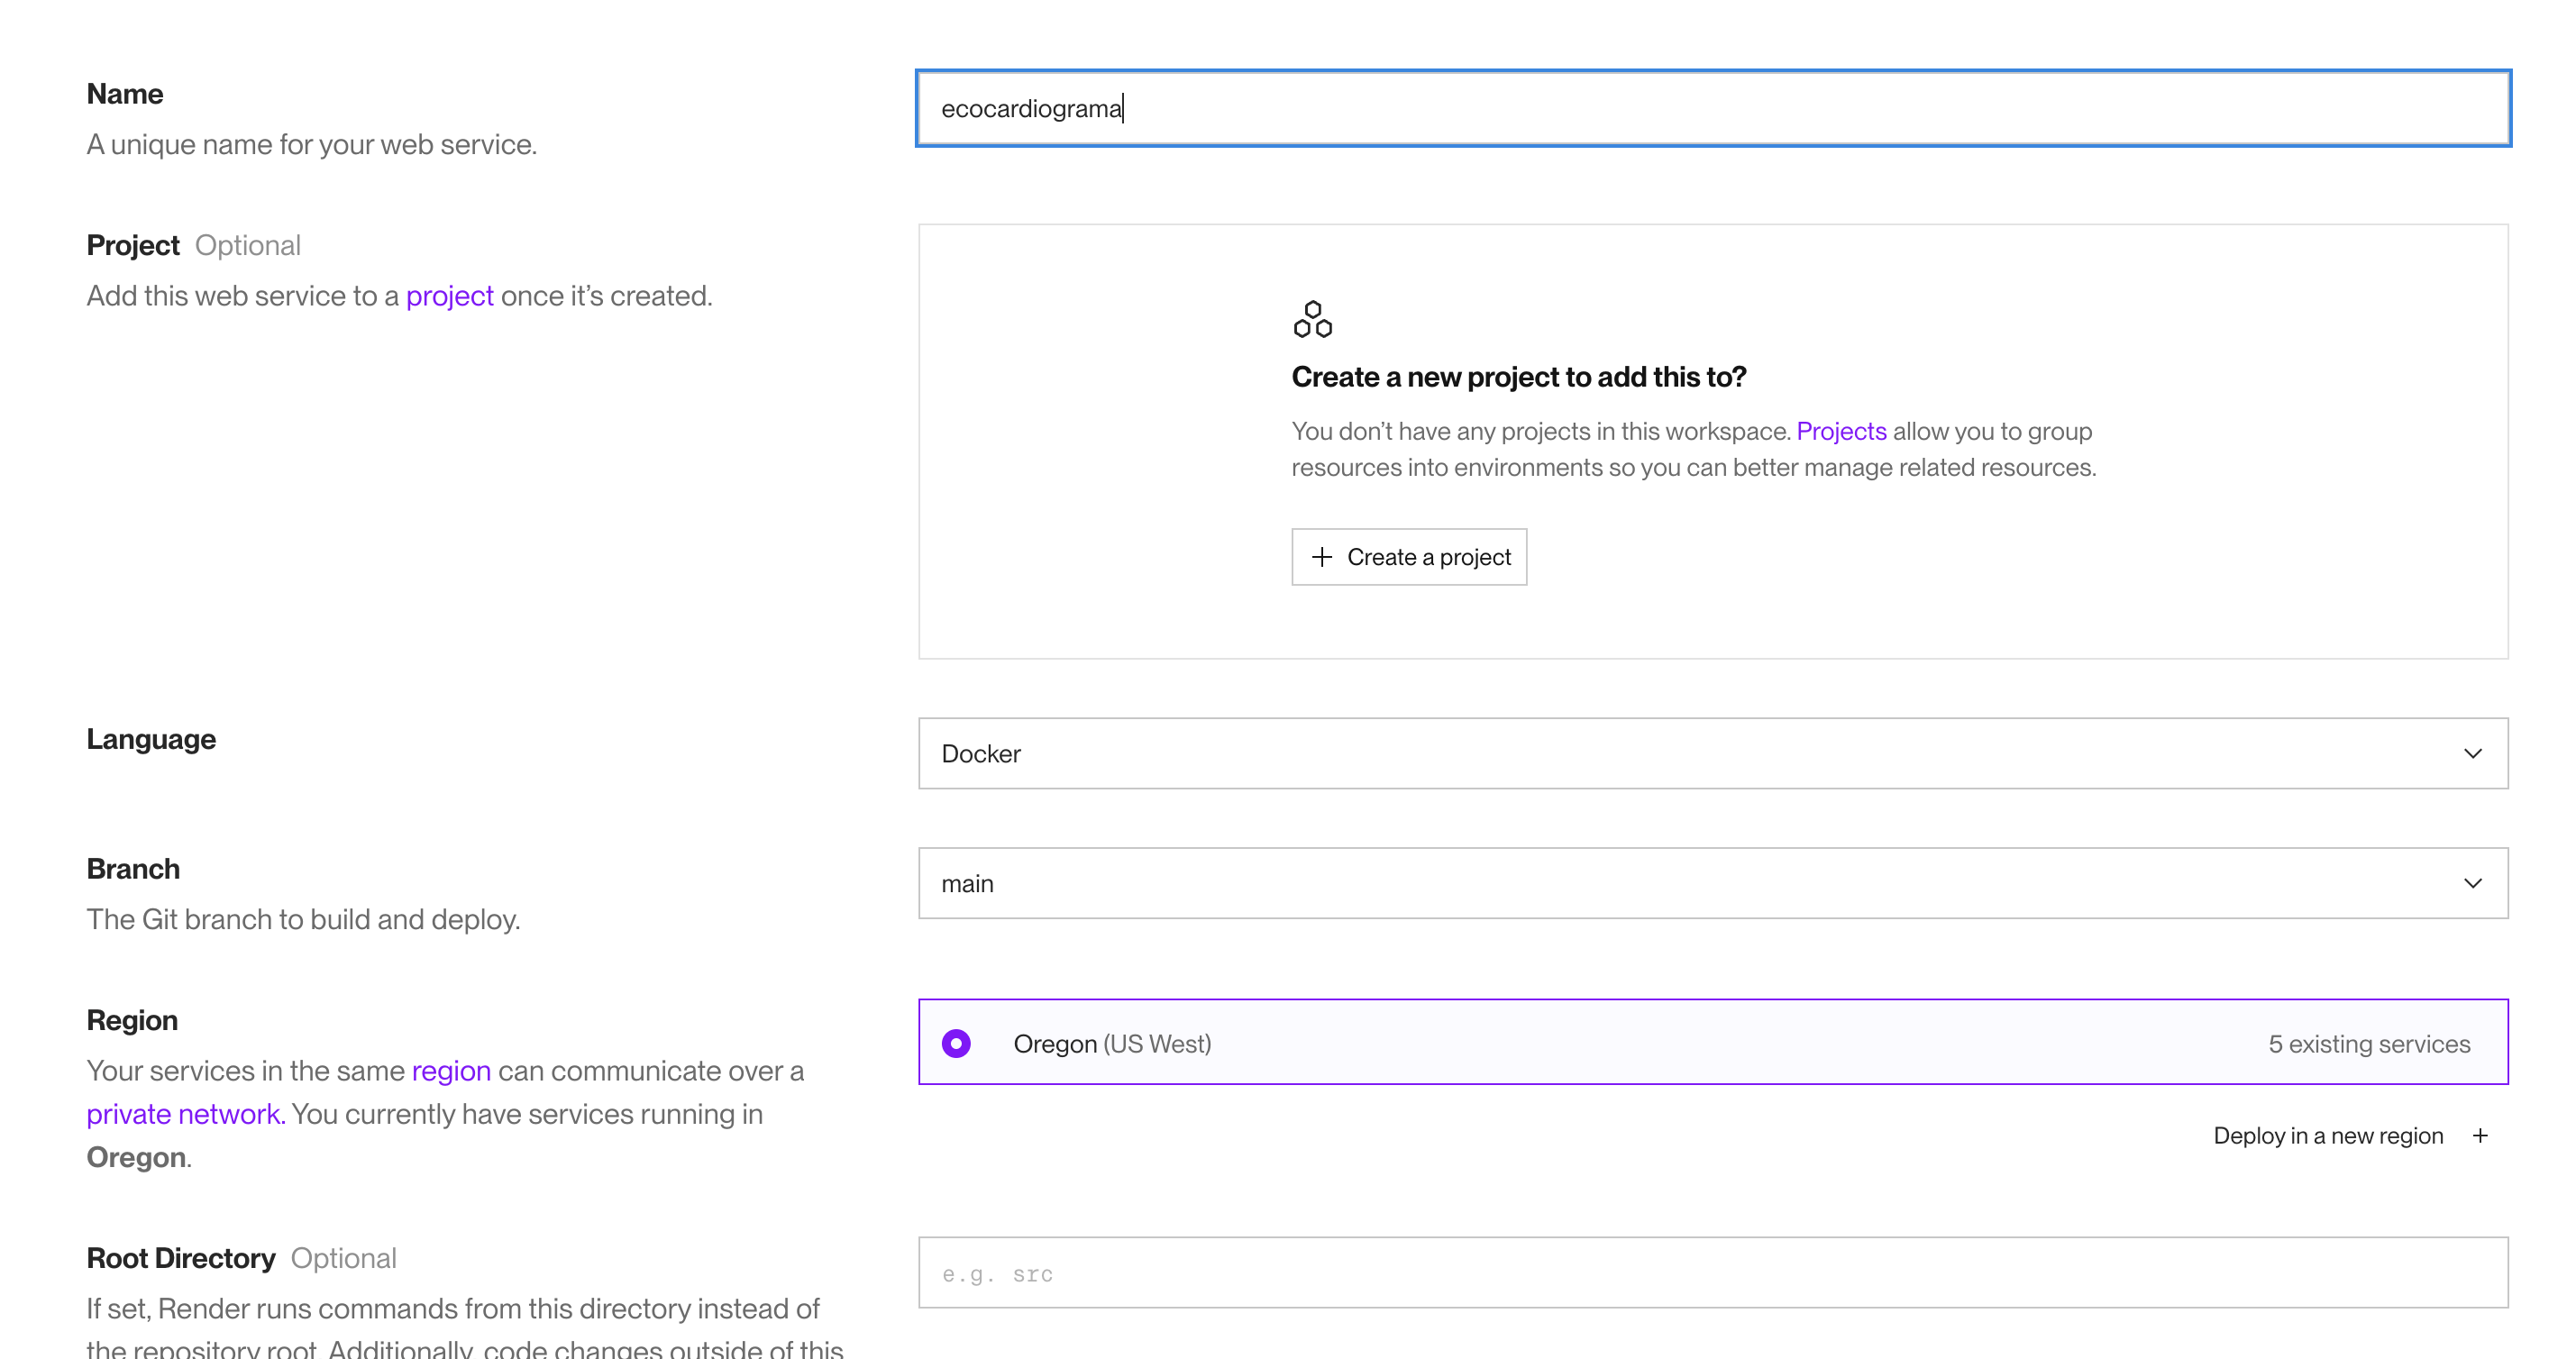 Name
A unique name for your web service.
ecocardiograma
Project Optional
Add this web service to a project once it’s created.
Create a new project to add this to?
You don’t have any projects in this workspace. Projects allow you to group
resources into environments so you can better manage related resources.
Create a project
Language
Docker
Branch
The Git branch to build and deploy.
main
Region
Your services in the same region can communicate over a
private network. You currently have services running in
Oregon.
Oregon (US West)
5 existing services
Deploy in a new region
Root Directory Optional
If set, Render runs commands from this directory instead of
the repository root. Additionally, code changes outside of this
e.g. src